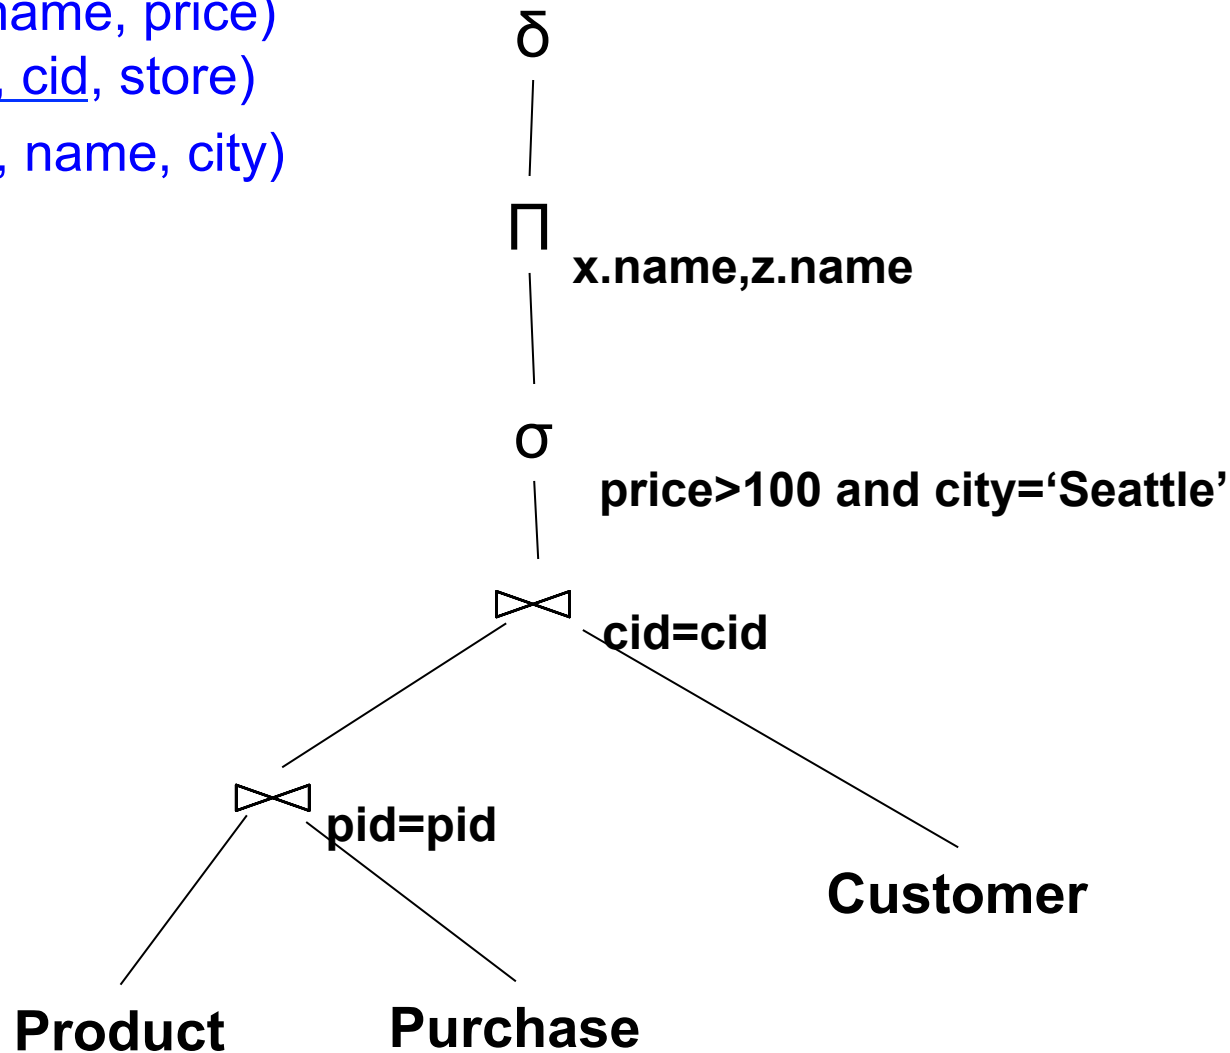 name, price)
, cid, store)
, name, city)
δ
Π
x.name,z.name
σ
price>100 and city=‘Seattle’
cid=cid
pid=pid
Customer
Product
Purchase